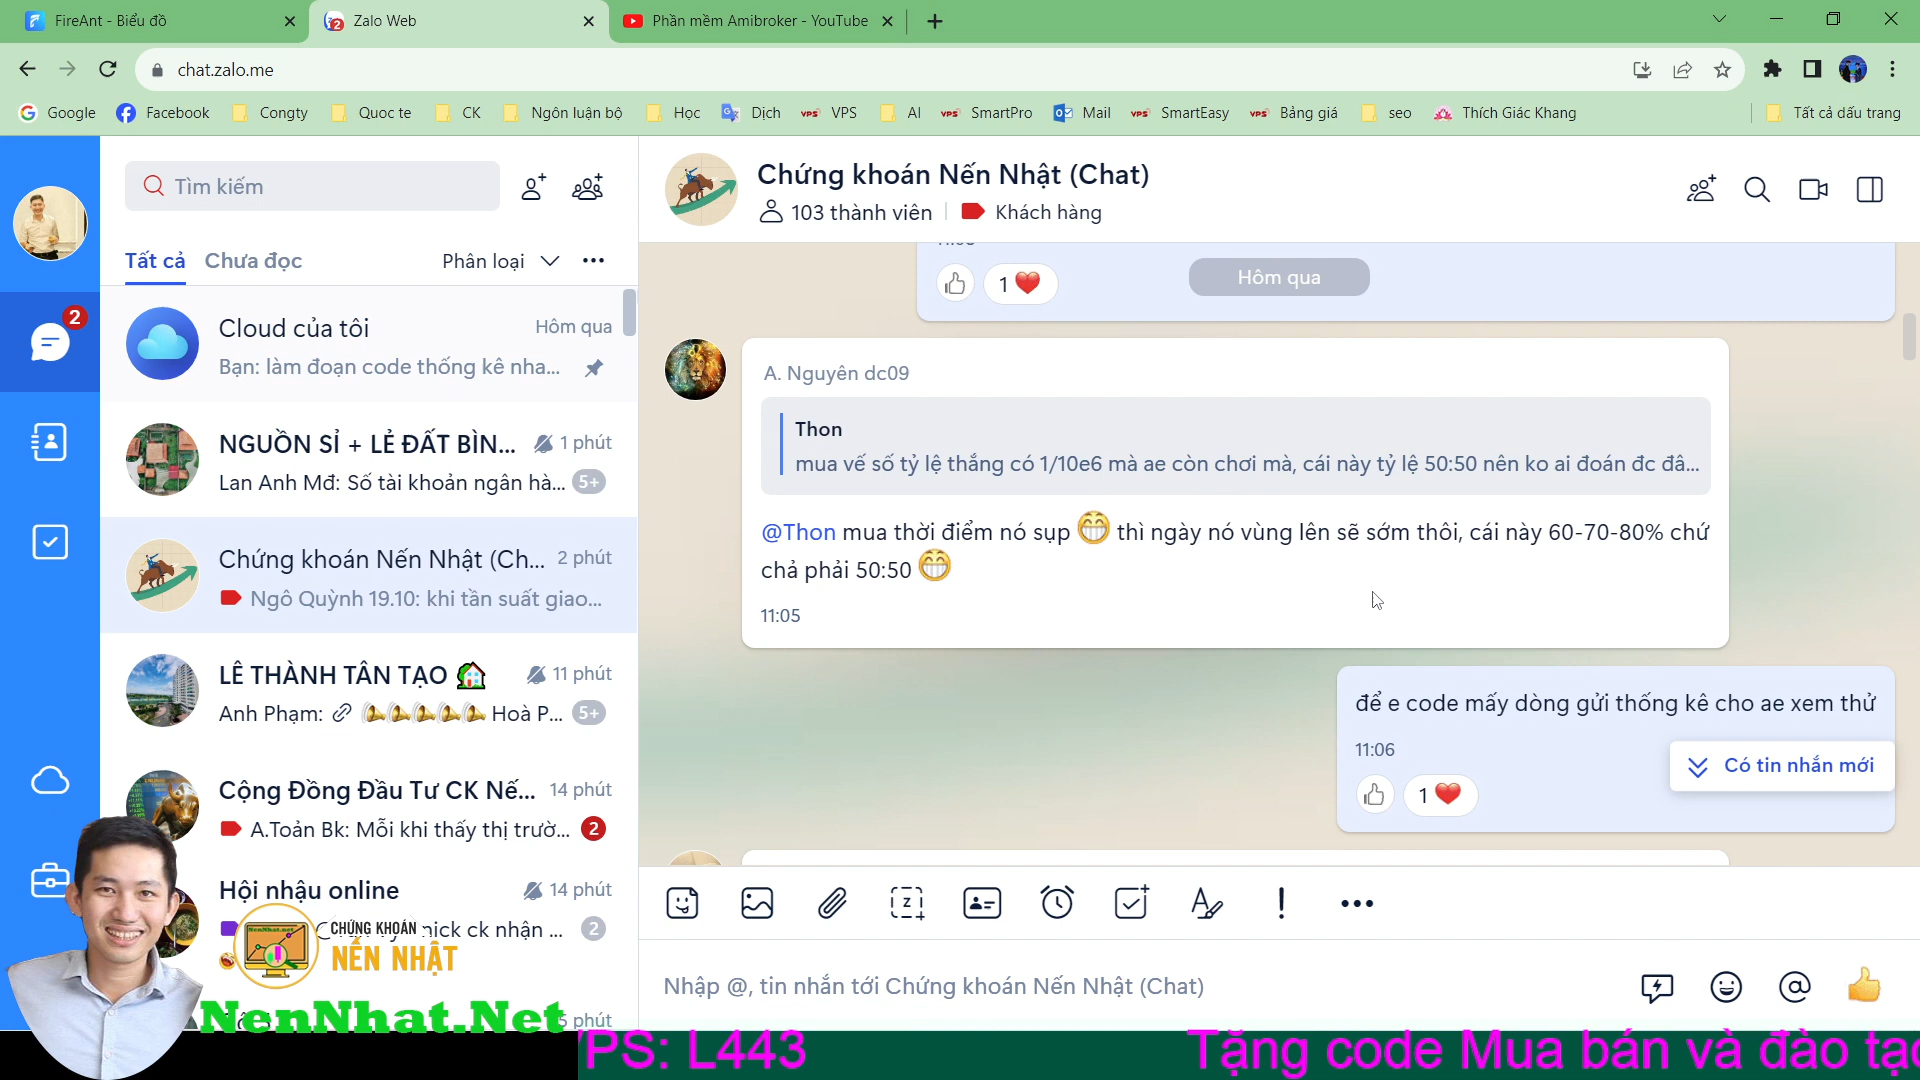 FireAnt - Biểu đồ
Zalo Web
Phần mềm Amibroker - YouTube
chat.zalo.me
Google
Facebook
Congty
Quoc te
CK
Ngôn luận bộ
Học
Dịch
VPS
AI
SmartPro
Mail
SmartEasy
Bảng giá
seo
Thích Giác Khang
Tất cả dấu trang
Tìm kiếm
Tất cả
Chưa đọc
Phân loại
2
Cloud của tôi
Hôm qua
Bạn: làm đoạn code thống kê nha...
NGUỒN SỈ + LẺ ĐẤT BÌN...
1 phút
Lan Anh Mđ: Số tài khoản ngân hà...
5+
Chứng khoán Nến Nhật (Ch...
2 phút
Ngô Quỳnh 19.10: khi tần suất giao...
LÊ THÀNH TÂN TẠO
11 phút
Anh Phạm: Hoà P...
5+
Cộng Đồng Đầu Tư CK Nế...
14 phút
A.Toản Bk: Mỗi khi thấy thị trườ...
2
Hội nhậu online
14 phút
nick ck nhận ...
2
phút
Chứng khoán Nến Nhật (Chat)
103 thành viên
Khách hàng
1
Hôm qua
A. Nguyên dc09
Thon
mua vế số tỷ lệ thắng có 1/10e6 mà ae còn chơi mà, cái này tỷ lệ 50:50 nên ko ai đoán đc đâ...
@Thon mua thời điểm nó sụp 😁 thì ngày nó vùng lên sẽ sớm thôi, cái này 60-70-80% chứ
chả phải 50:50 😁
11:05
để e code mấy dòng gửi thống kê cho ae xem thử
11:06
1
Có tin nhắn mới
Nhập @, tin nhắn tới Chứng khoán Nến Nhật (Chat)
NenNhat.net
CHỨNG KHOÁN
NẾN NHẬT
NenNhat.Net
VPS: L443
Tặng code Mua bán và đào tạo